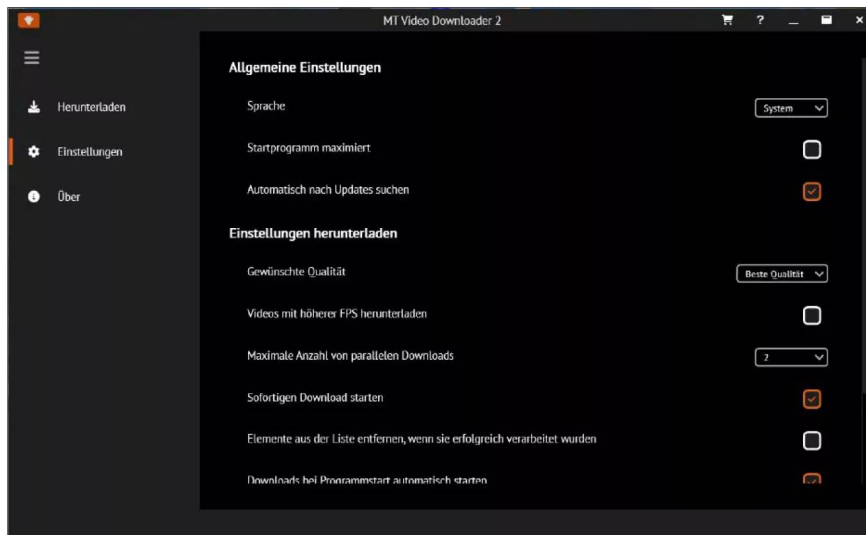 MT Video Downloader 2
?
Herunterladen
Einstellungen
Über
Allgemeine Einstellungen
Sprache
System
Startprogramm maximiert
Automatisch nach Updates suchen
Einstellungen herunterladen
Gewünschte Qualität
Beste Qualität
Videos mit höherer FPS herunterladen
Maximale Anzahl von parallelen Downloads
2
Sofortigen Download starten
Elemente aus der Liste entfernen, wenn sie erfolgreich verarbeitet wurden
Downloads bei Programmstart automatisch starten